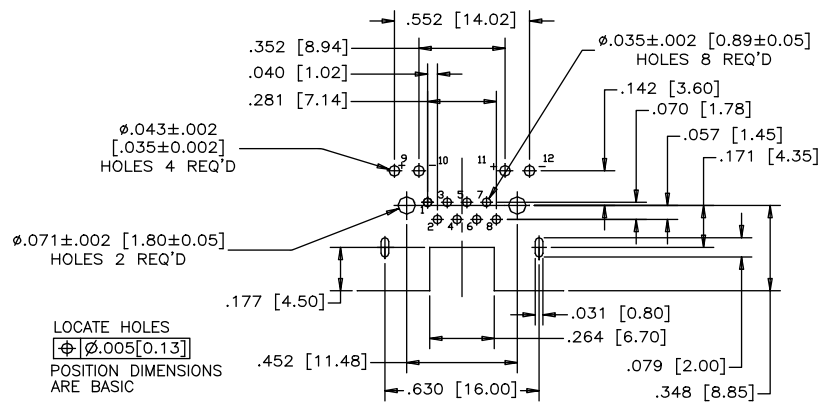 .552 [14.02]
.352 [8.94]
ø.035±.002 [0.89±0.05]
HOLES 8 REQ'D
.040 [1.02]
.142 [3.60]
.281 [7.14]
.070 [1.78]
.057 [1.45]
ø.043±.002
[.035±0.002]
HOLES 4 REQ'D
.171 [4.35]
9 + - 10 11 + - 12
1 3 5 7
2 4 6 8
ø.071±.002 [1.80±0.05]
HOLES 2 REQ'D
.177 [4.50]
.031 [0.80]
LOCATE HOLES
⌖ Ø.005[0.13]
POSITION DIMENSIONS
ARE BASIC
.264 [6.70]
.452 [11.48]
.079 [2.00]
.630 [16.00]
.348 [8.85]